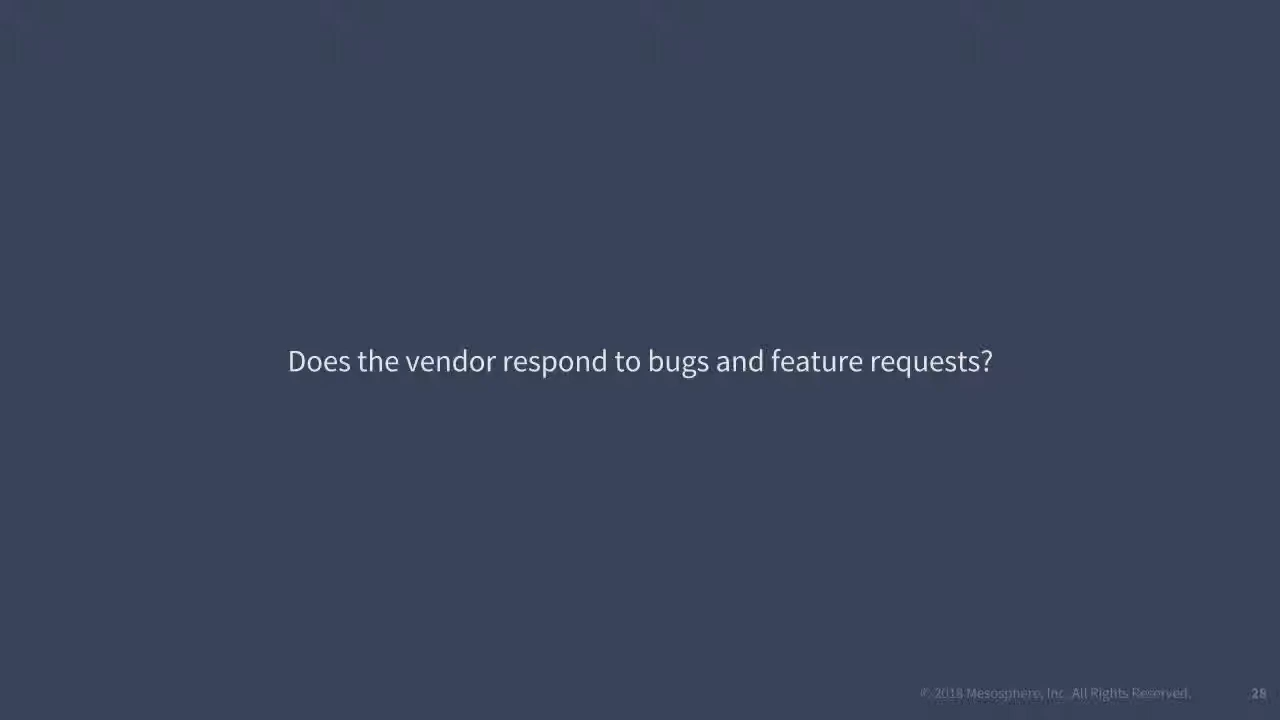 Does the vendor respond to bugs and feature requests?
© 2018 Mesosphere, Inc. All Rights Reserved.
28